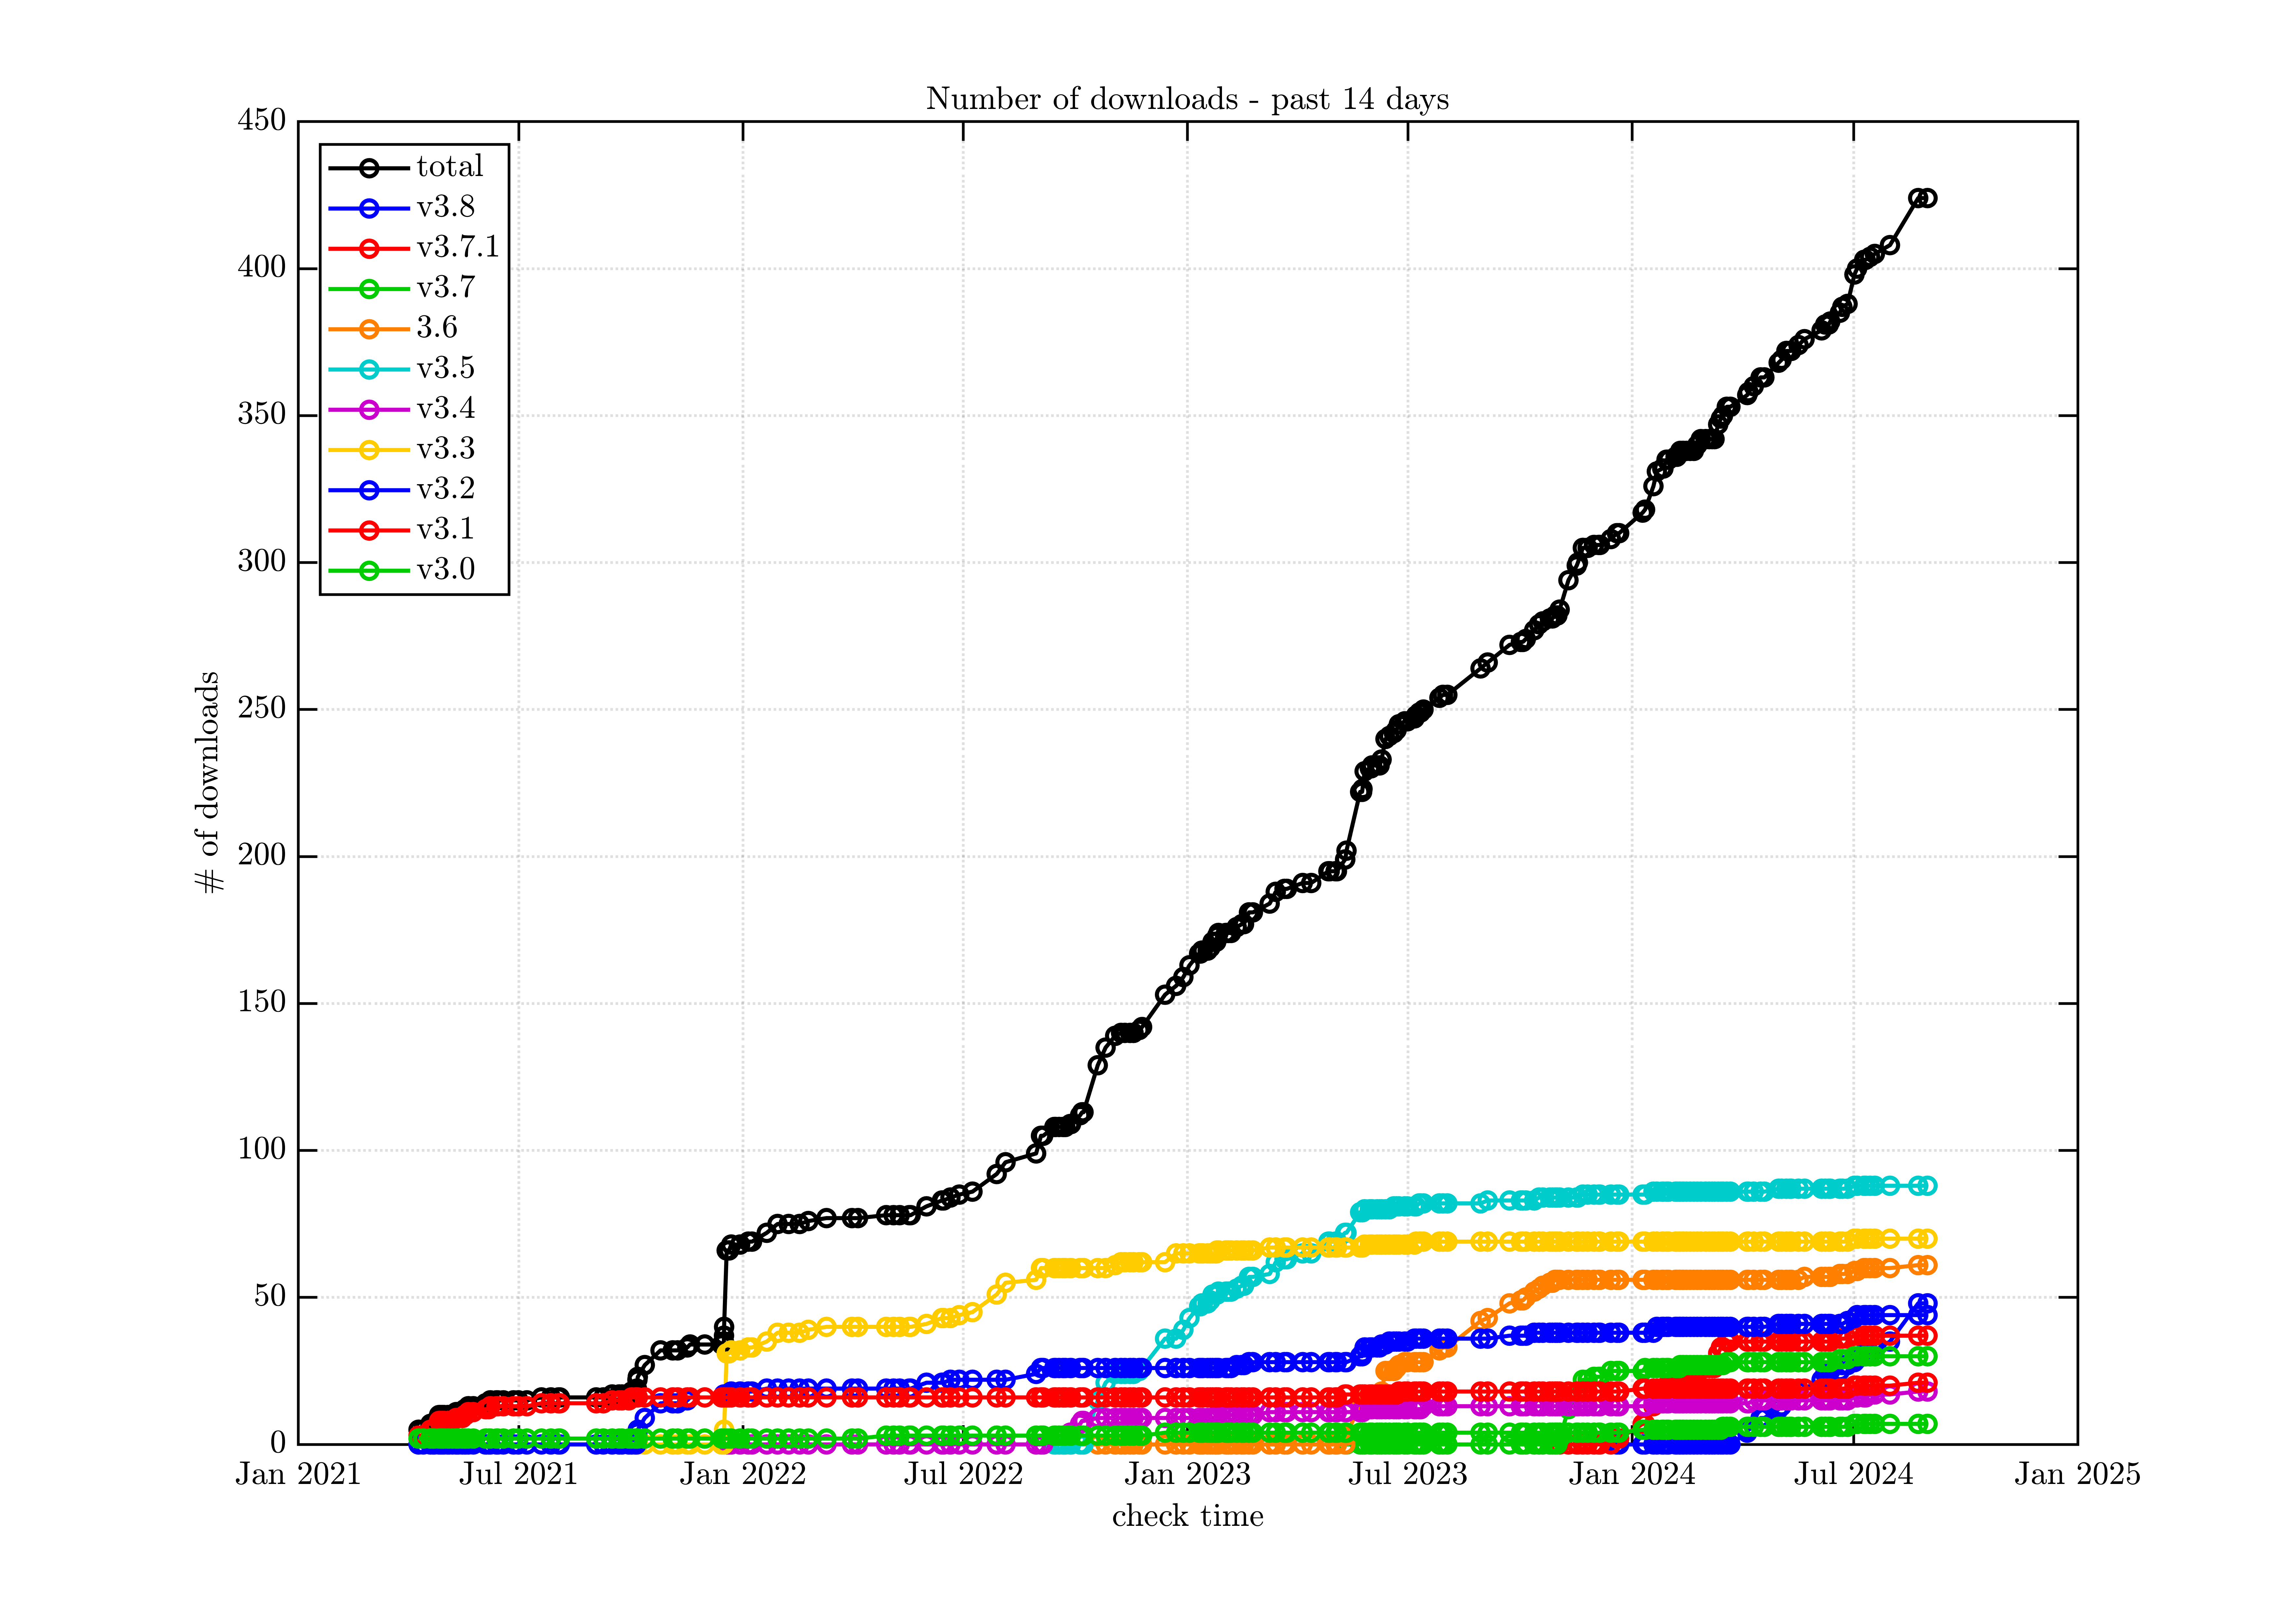 Number of downloads - past 14 days
450
400
350
300
250
200
150
100
50
0
# of downloads
total
v3.8
v3.7.1
v3.7
3.6
v3.5
v3.4
v3.3
v3.2
v3.1
v3.0
Jan 2021 Jul 2021 Jan 2022 Jul 2022 Jan 2023 Jul 2023 Jan 2024 Jul 2024 Jan 2025
check time